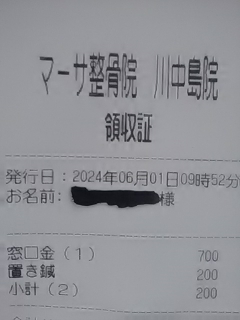 マーサ整骨院 川中島院
領収証
発行日：2024年06月01日09時52分
お名前： 様
窓口金（1） 700
置き鍼 200
小計（2） 200